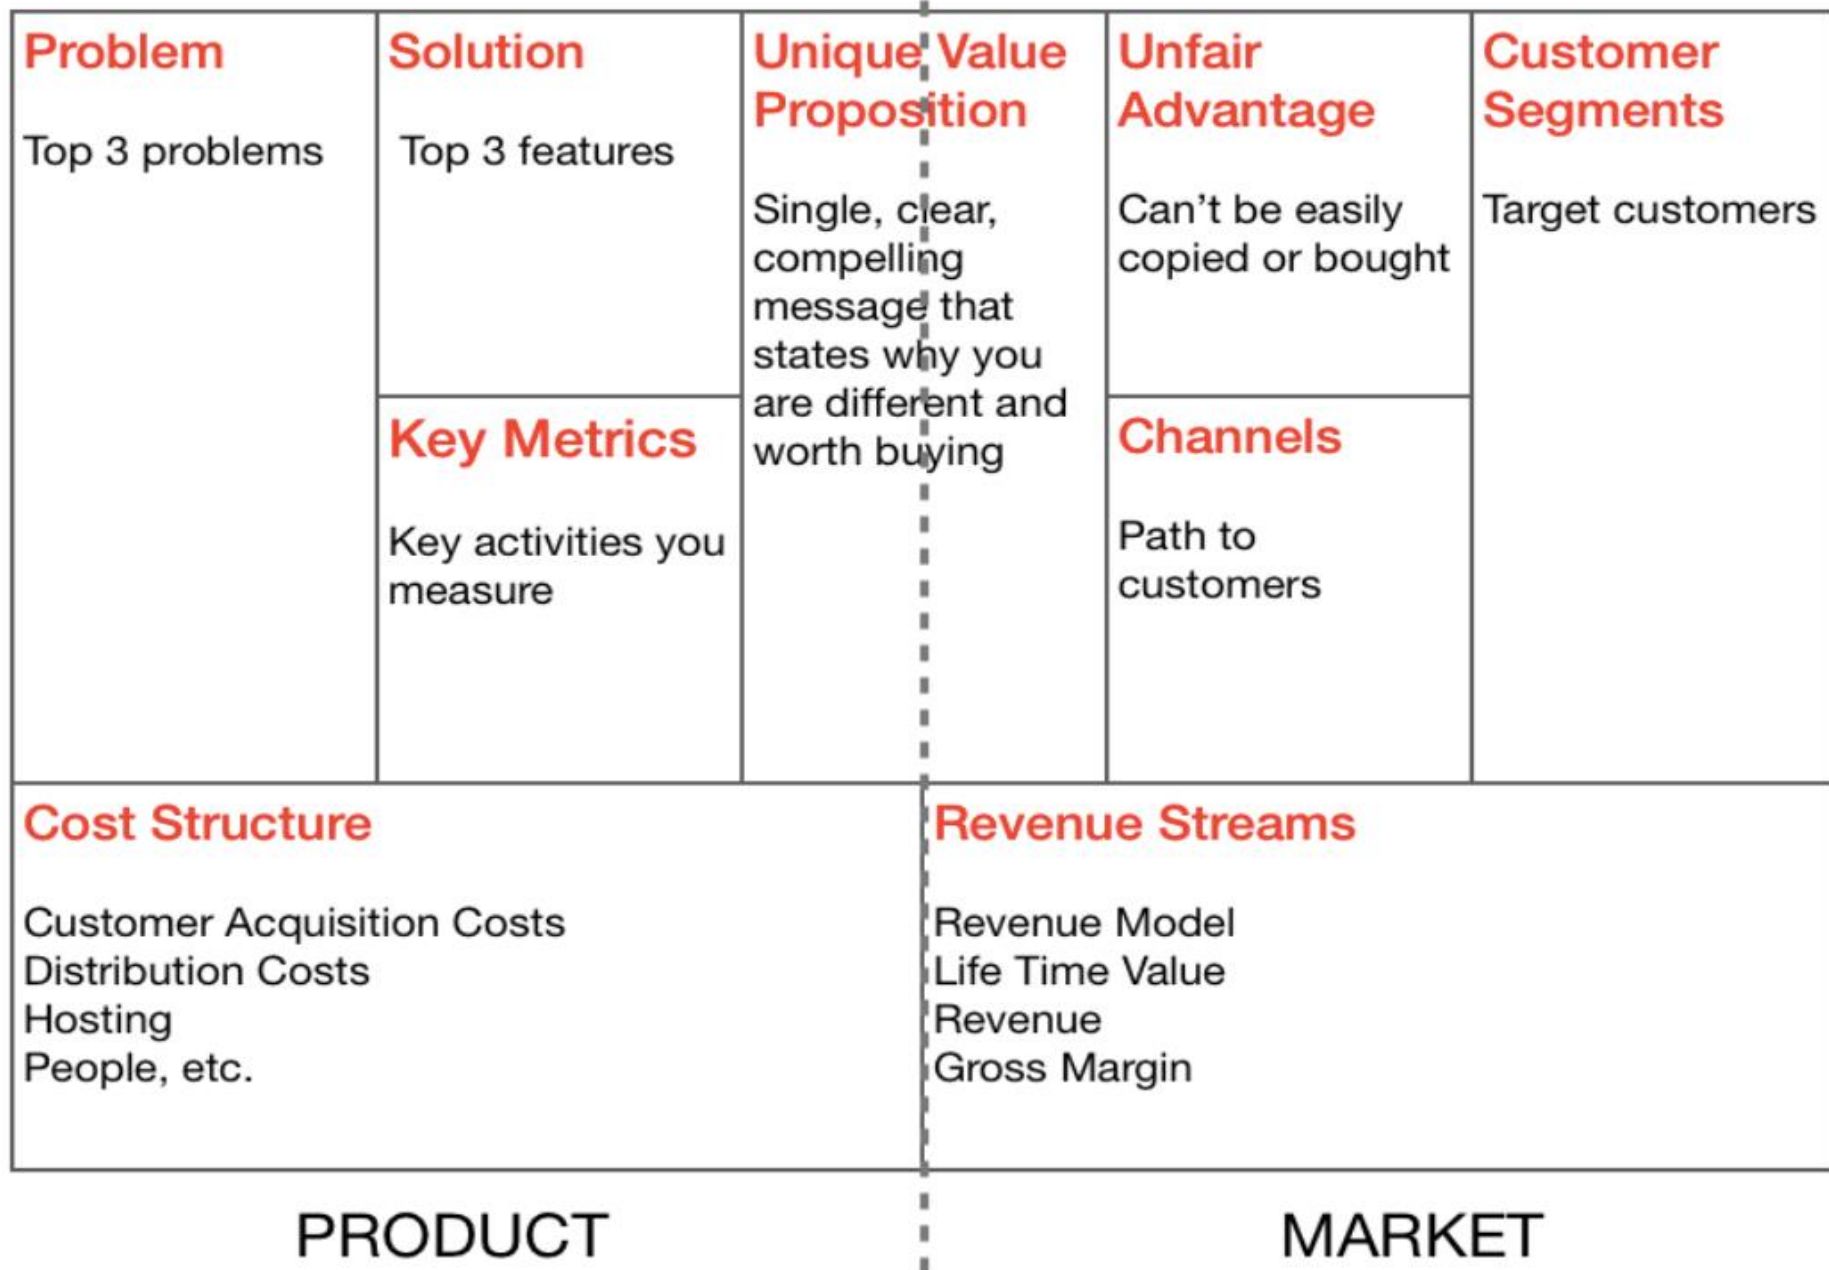 Problem
Top 3 problems
Solution
Top 3 features
Key Metrics
Key activities you
measure
Unique Value
Proposition
Single, clear,
compelling
message that
states why you
are different and
worth buying
Unfair
Advantage
Can’t be easily
copied or bought
Channels
Path to
customers
Customer
Segments
Target customers
Cost Structure
Customer Acquisition Costs
Distribution Costs
Hosting
People, etc.
Revenue Streams
Revenue Model
Life Time Value
Revenue
Gross Margin
PRODUCT
MARKET